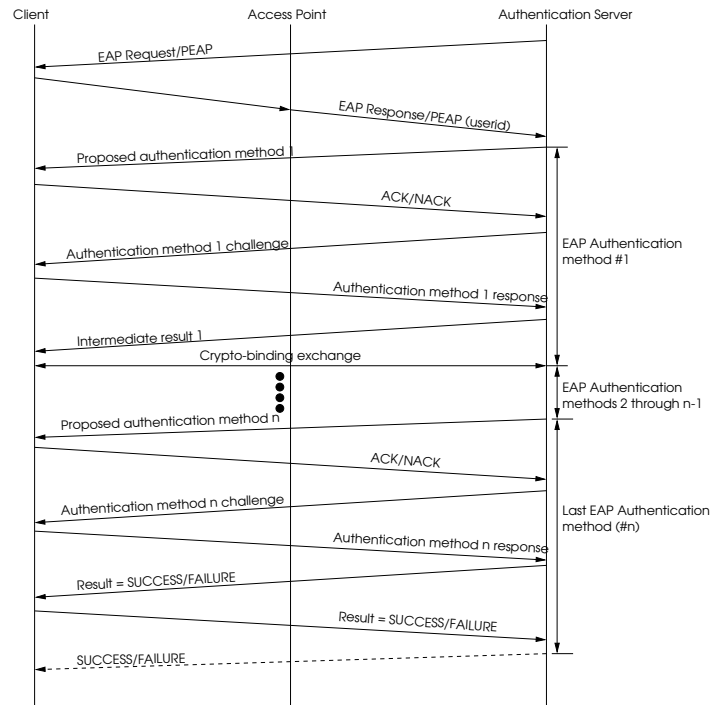 Client
Access Point
Authentication Server
EAP Request/PEAP
EAP Response/PEAP (userid)
Proposed authentication method 1
ACK/NACK
Authentication method 1 challenge
EAP Authentication
method #1
Authentication method 1 response
Intermediate result 1
Crypto-binding exchange
EAP Authentication
methods 2 through n-1
Proposed authentication method n
ACK/NACK
Authentication method n challenge
Last EAP Authentication
method (#n)
Authentication method n response
Result = SUCCESS/FAILURE
Result = SUCCESS/FAILURE
SUCCESS/FAILURE